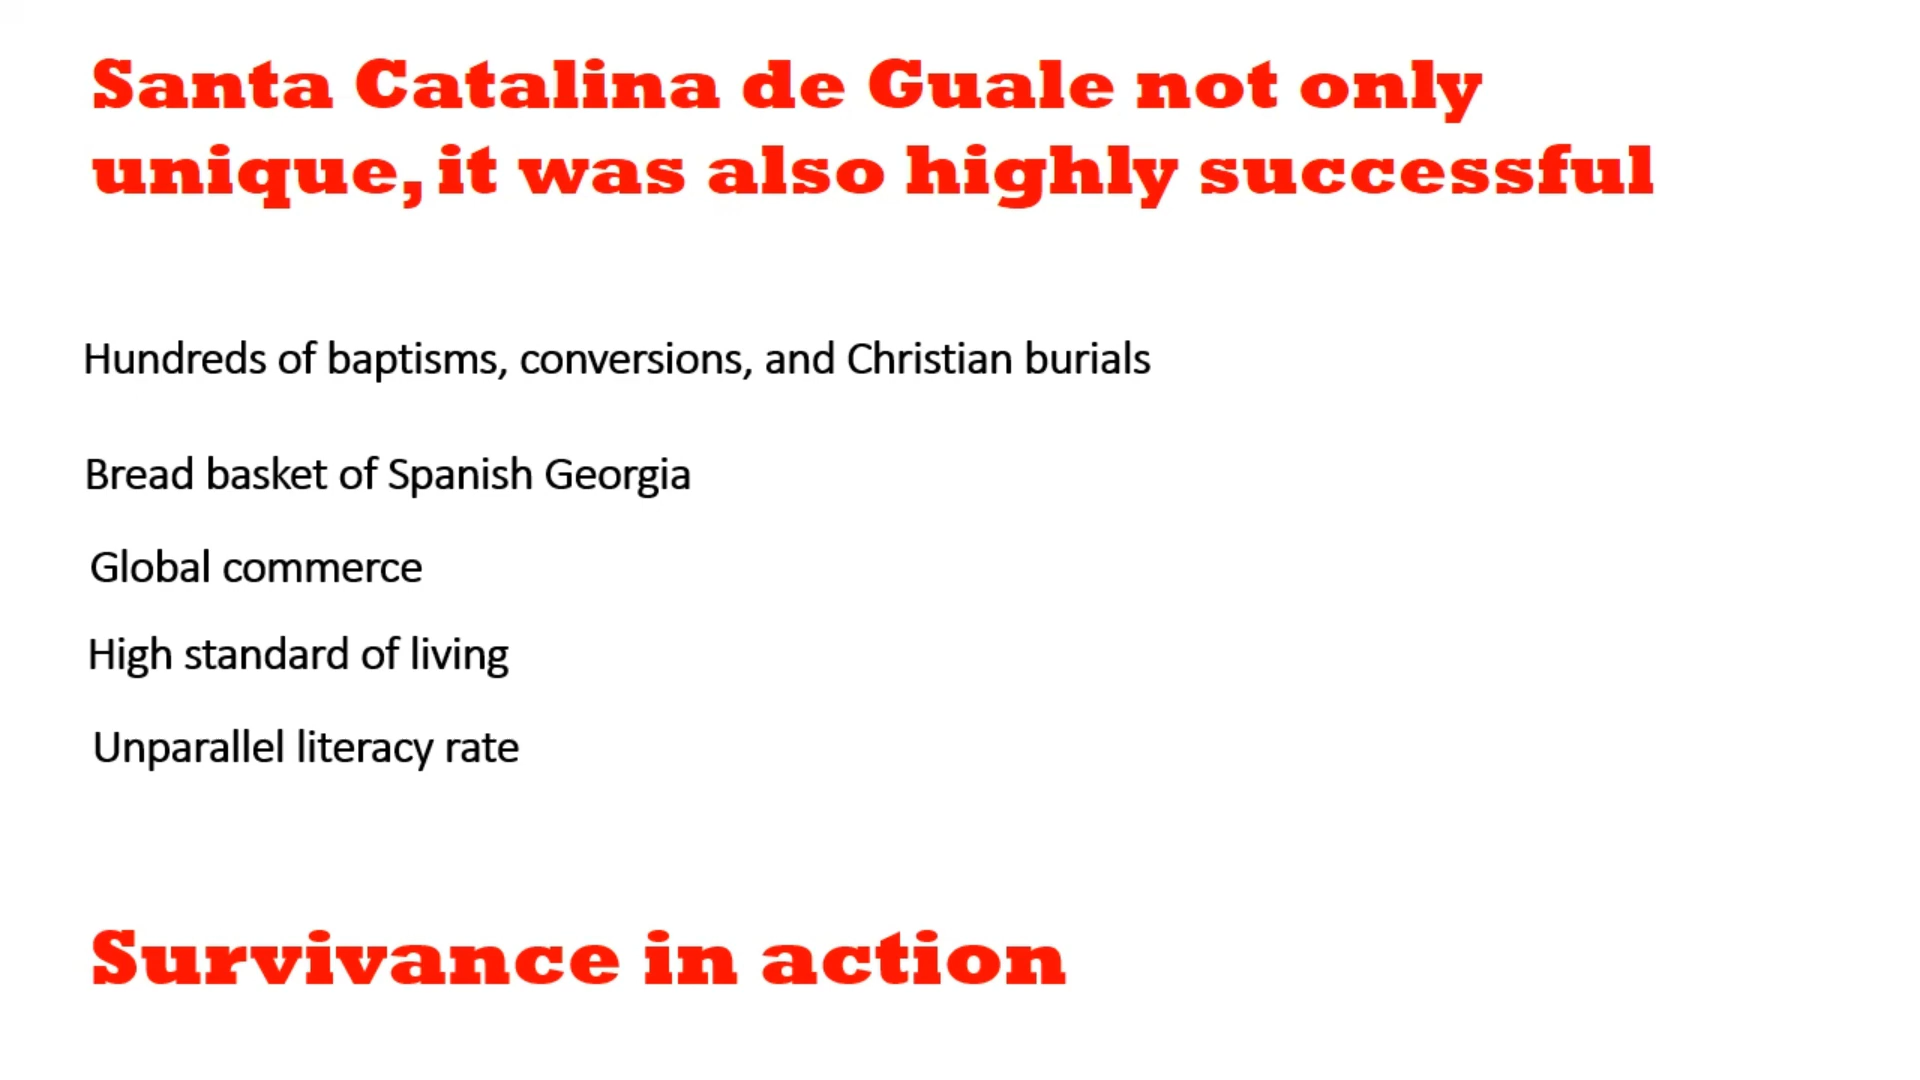 Santa Catalina de Guale not only
unique, it was also highly successful
Hundreds of baptisms, conversions, and Christian burials
Bread basket of Spanish Georgia
Global commerce
High standard of living
Unparallel literacy rate
Survivance in action